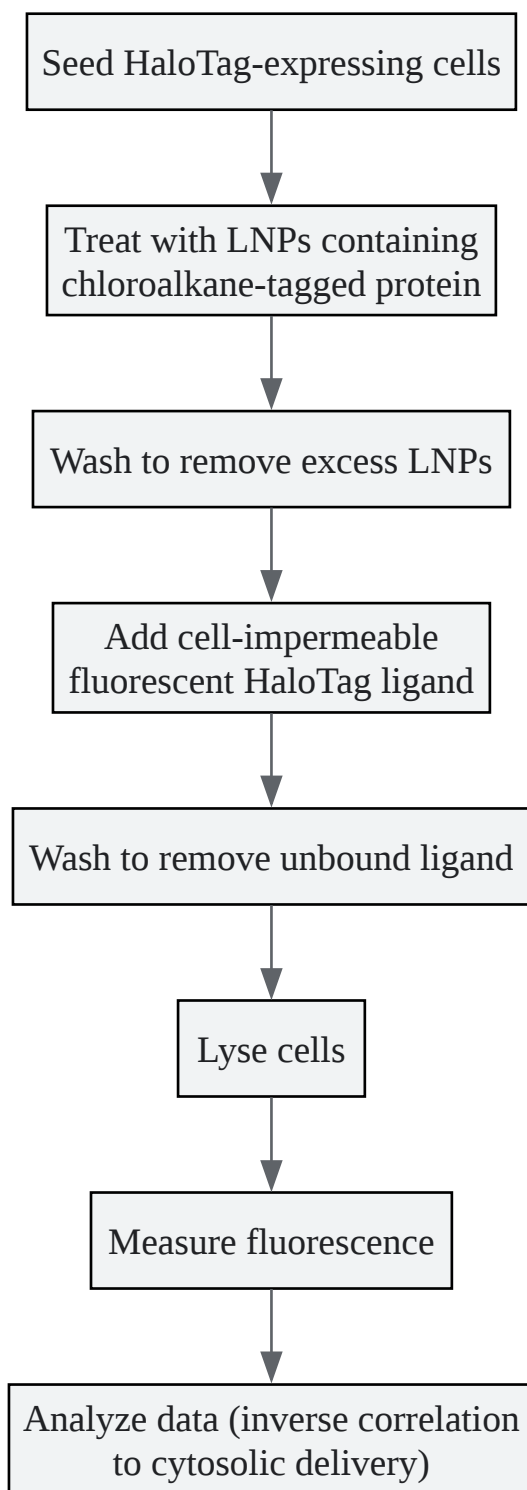 Seed HaloTag-expressing cells
Treat with LNPs containing
chloroalkane-tagged protein
Wash to remove excess LNPs
Add cell-impermeable
fluorescent HaloTag ligand
Wash to remove unbound ligand
Lyse cells
Measure fluorescence
Analyze data (inverse correlation
to cytosolic delivery)